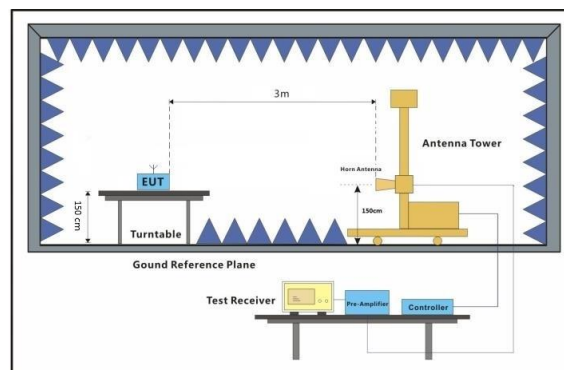 3m
Antenna Tower
Horn Antenna
EUT
150 cm
150cm
Turntable
Gound Reference Plane
Test Receiver
Pre-Amplifier
Controller